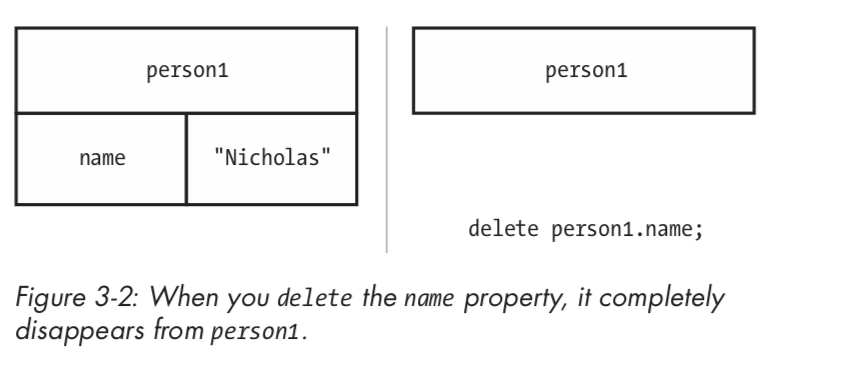 person1
name "Nicholas"
person1
delete person1.name;
Figure 3-2: When you delete the name property, it completely
disappears from person1.